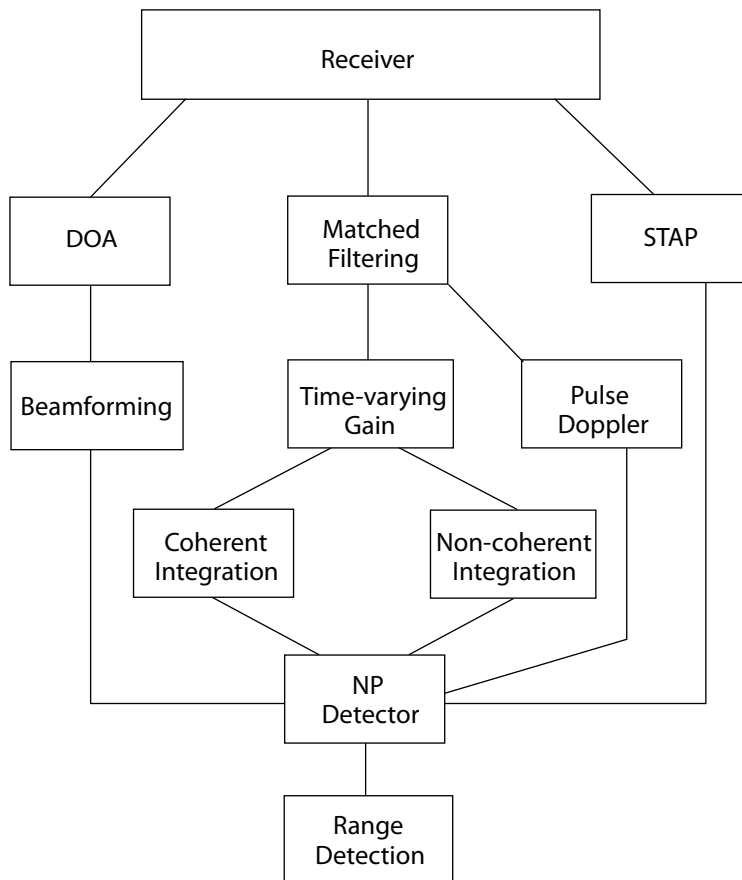 Receiver
DOA
Matched
Filtering
STAP
Beamforming
Time-varying
Gain
Pulse
Doppler
Coherent
Integration
Non-coherent
Integration
NP
Detector
Range
Detection